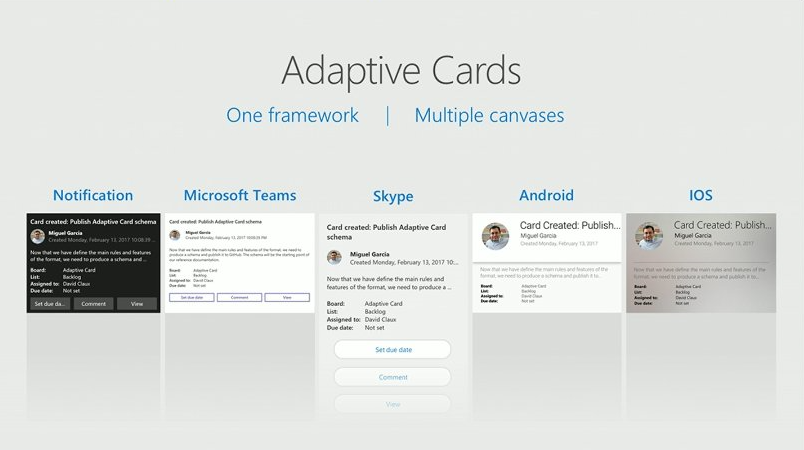 Adaptive Cards
One framework | Multiple canvases
Notification
Card created: Publish Adaptive Card schema
Miguel Garcia
Created Monday, February 13, 2017 10:08:39 ...
Now that we have define the main rules and features
of the format, we need to produce a schema and publish it to GitHub. ...
Board: Adaptive Card
List: Backlog
Assigned to: David Claux
Due date: Not set
Set due da... Comment View
Microsoft Teams
Card created: Publish Adaptive Card schema
Miguel Garcia
Created Monday, February 13, 2017 10:08:39 PM
Now that we have define the main rules and features of the format, we need to
produce a schema and publish it to GitHub. The schema will be the starting point of
our reference documentation.
Board: Adaptive Card
List: Backlog
Assigned to: David Claux
Due date: Not set
Set due date Comment View
Skype
Card created: Publish Adaptive Card
schema
Miguel Garcia
Created Monday, February 13, 2017 10:...
Now that we have define the main rules and
features of the format, we need to produce a ...
Board: Adaptive Card
List: Backlog
Assigned to: David Claux
Due date: Not set
Set due date
Comment
View
Android
Card Created: Publish...
Miguel Garcia
Created Monday, February 13, 2017
Now that we have define the main rules and features of the
format, we need to produce a schema and publish it to...
Board: Adaptive Card
List: Backlog
Assigned to: David Claux
Due date: Not set
IOS
Card Created: Publish...
Miguel Garcia
Created Monday, February 13, 2017
Now that we have define the main rules and features of the
format, we need to produce a schema and publish it to...
Board: Adaptive Card
List: Backlog
Assigned to: David Claux
Due date: Not set